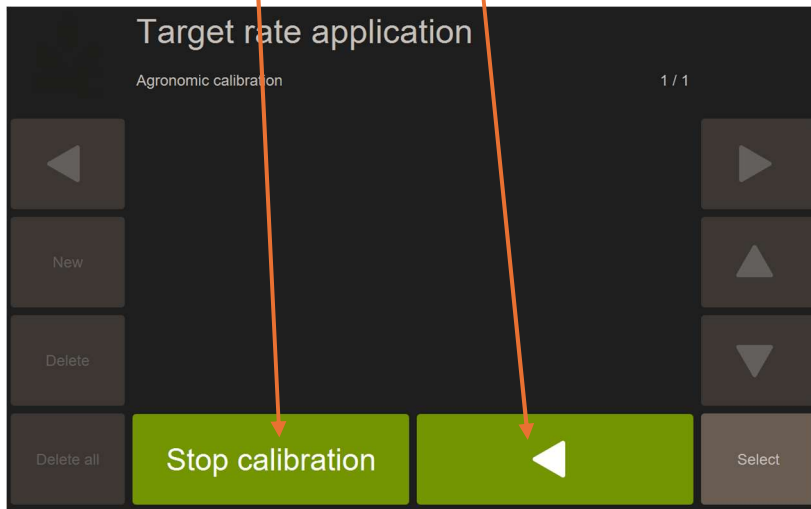 Target rate application
Agronomic calibration 1 / 1
New
Delete
Delete all
Stop calibration
Select